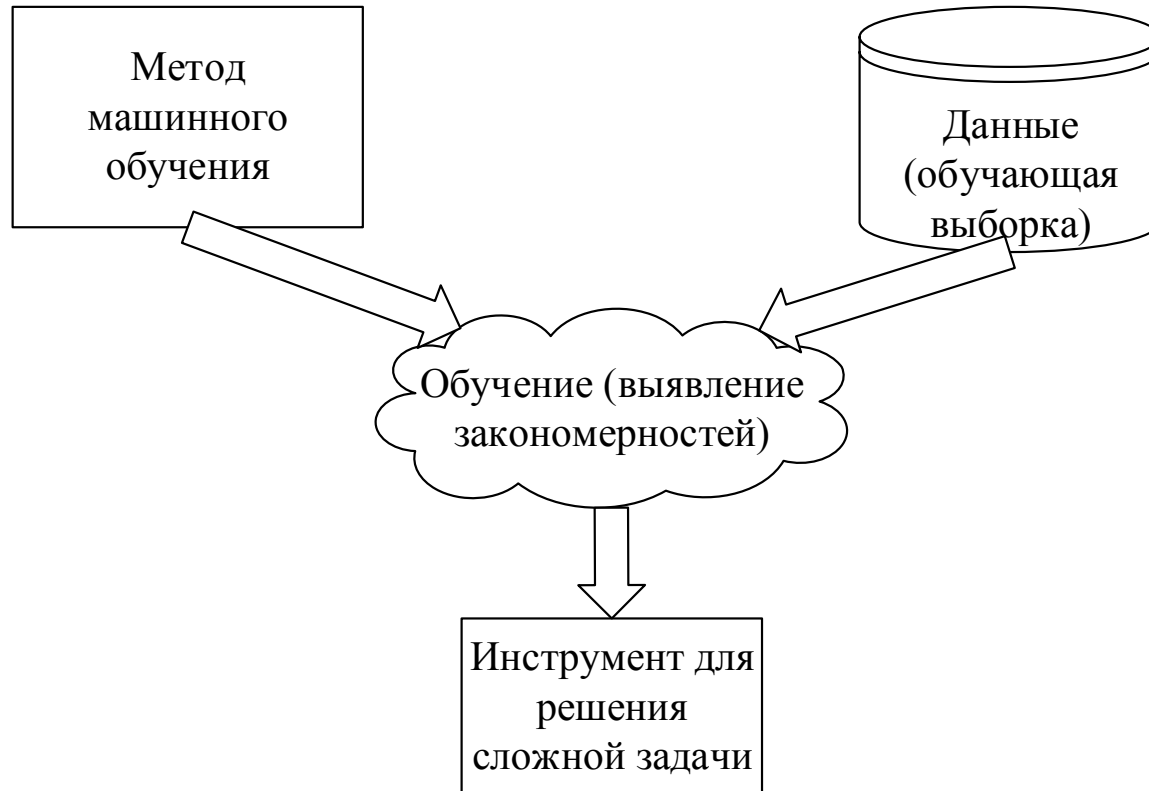 Метод
машинного
обучения
Данные
(обучающая
выборка)
Обучение (выявление
закономерностей)
Инструмент для
решения
сложной задачи